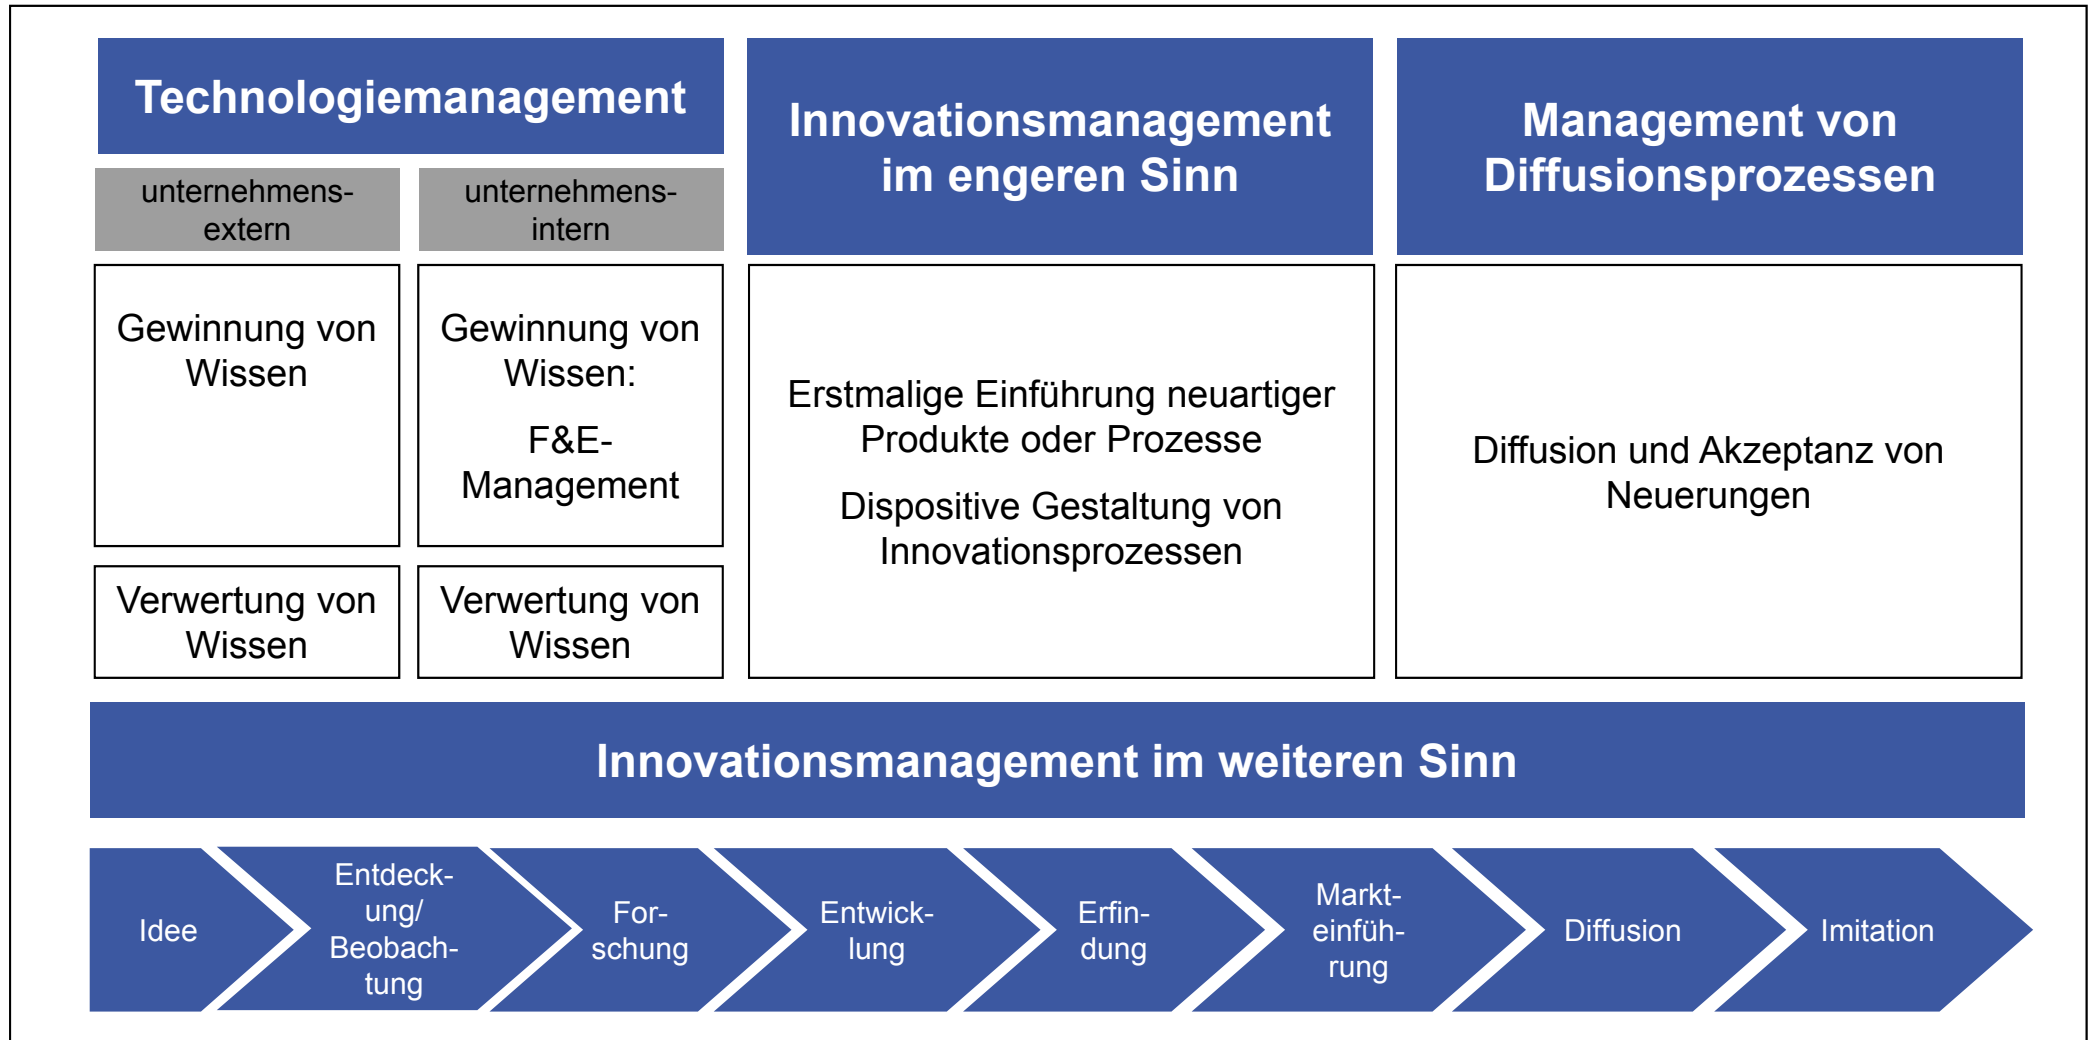 Technologiemanagement
unternehmens-
extern
unternehmens-
intern
Gewinnung von
Wissen
Gewinnung von
Wissen:
F&E-
Management
Verwertung von
Wissen
Verwertung von
Wissen
Innovationsmanagement
im engeren Sinn
Erstmalige Einführung neuartiger
Produkte oder Prozesse
Dispositive Gestaltung von
Innovationsprozessen
Management von
Diffusionsprozessen
Diffusion und Akzeptanz von
Neuerungen
Innovationsmanagement im weiteren Sinn
Idee
Entdeck-
ung/
Beobach-
tung
For-
schung
Entwick-
lung
Erfin-
dung
Markt-
einfüh-
rung
Diffusion
Imitation